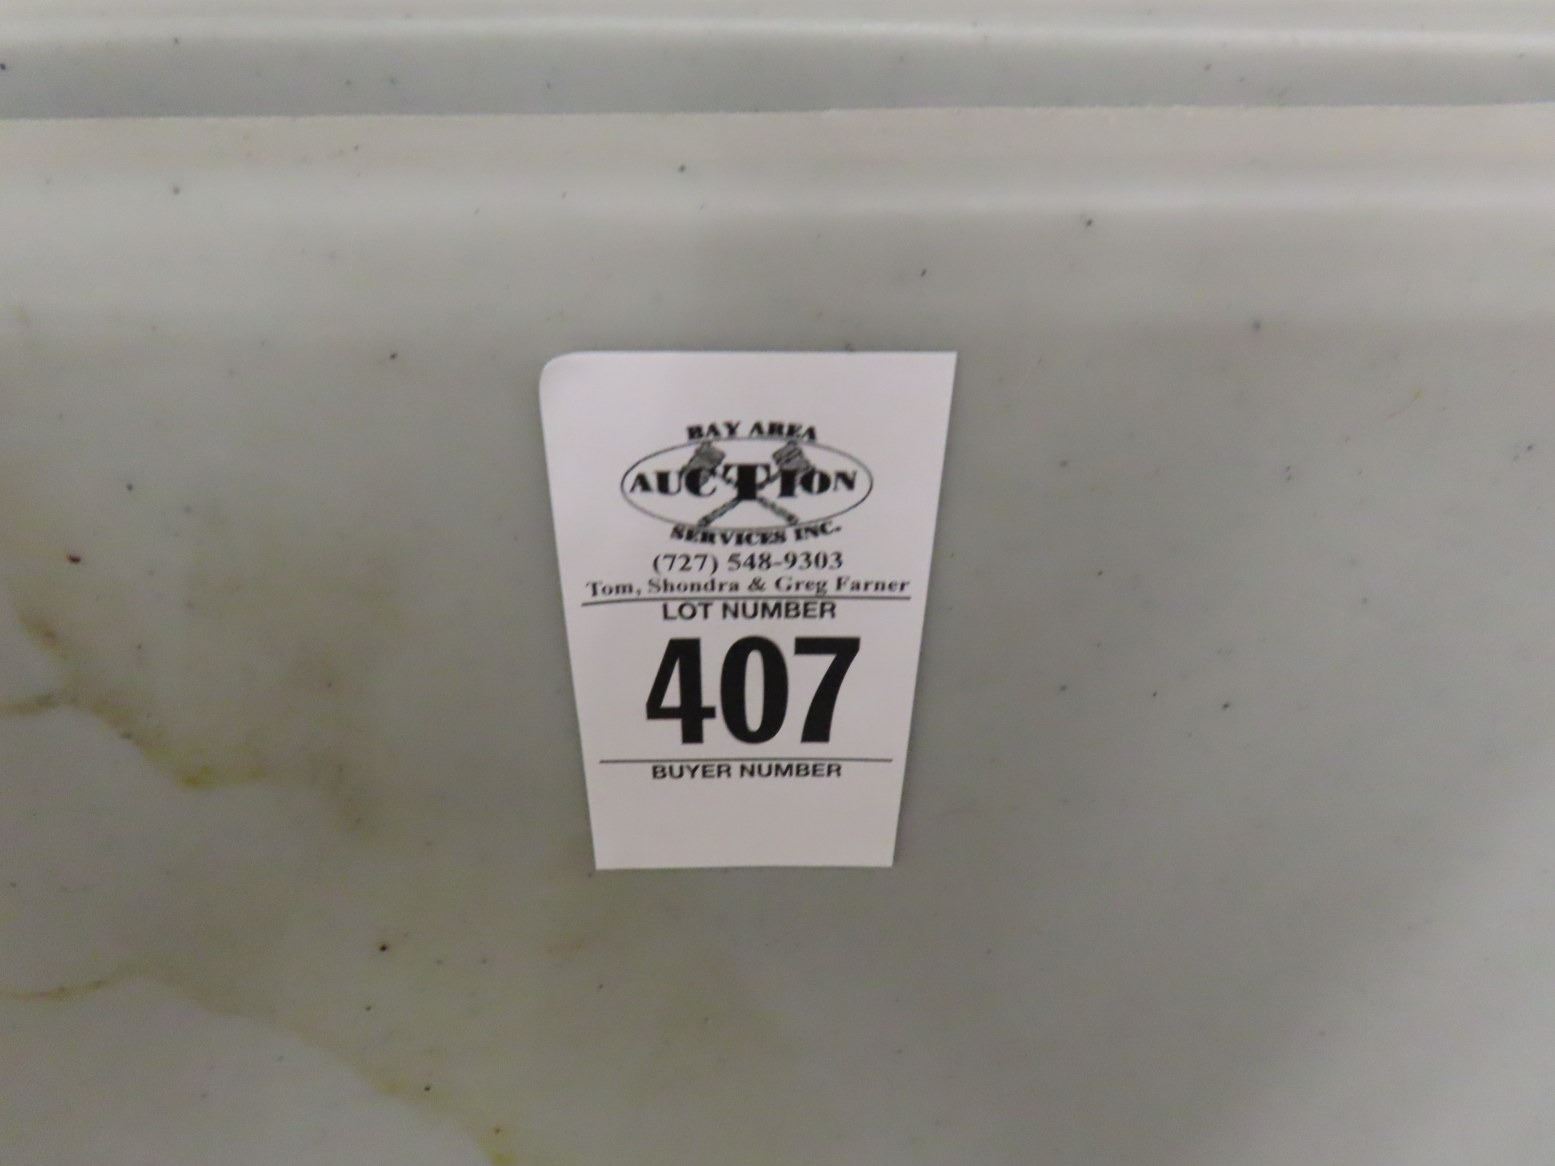 BAY AREA
AUCTION
SERVICES INC.
(727) 548-9303
Tom, Shondra & Greg Farner
LOT NUMBER
407
BUYER NUMBER